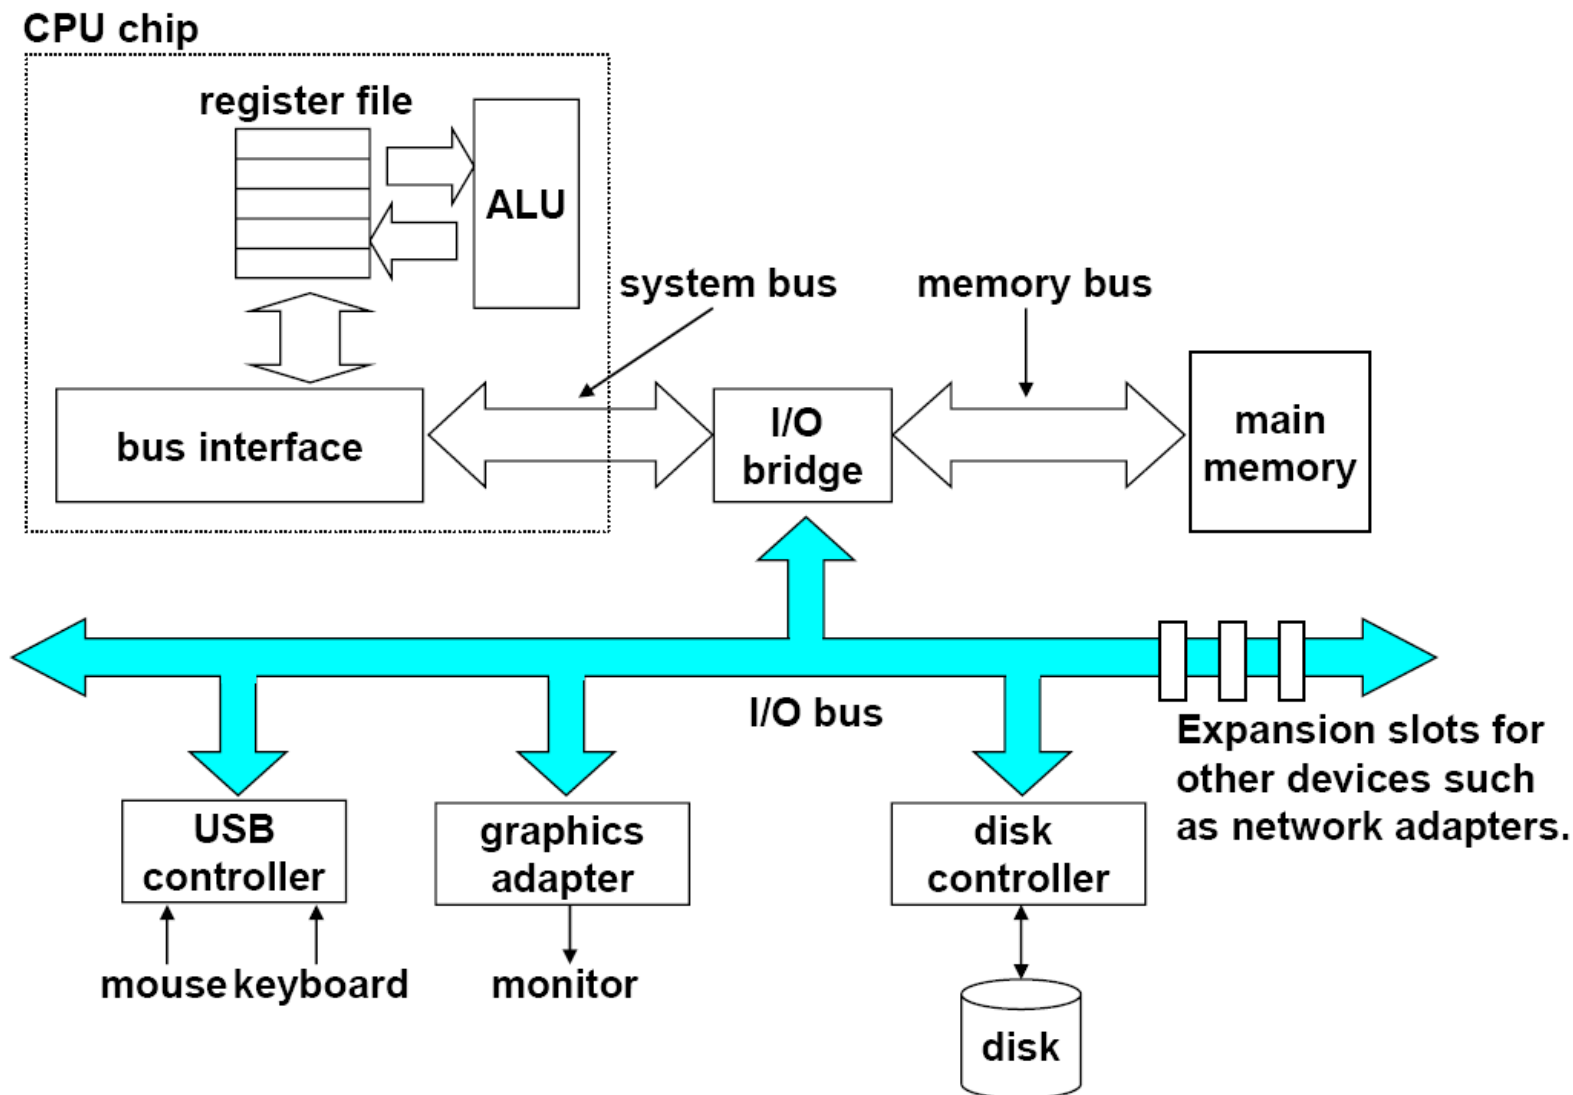 CPU chip
register file
ALU
system bus
memory bus
bus interface
I/O
bridge
main
memory
I/O bus
Expansion slots for
other devices such
as network adapters.
USB
controller
graphics
adapter
disk
controller
mouse
keyboard
monitor
disk